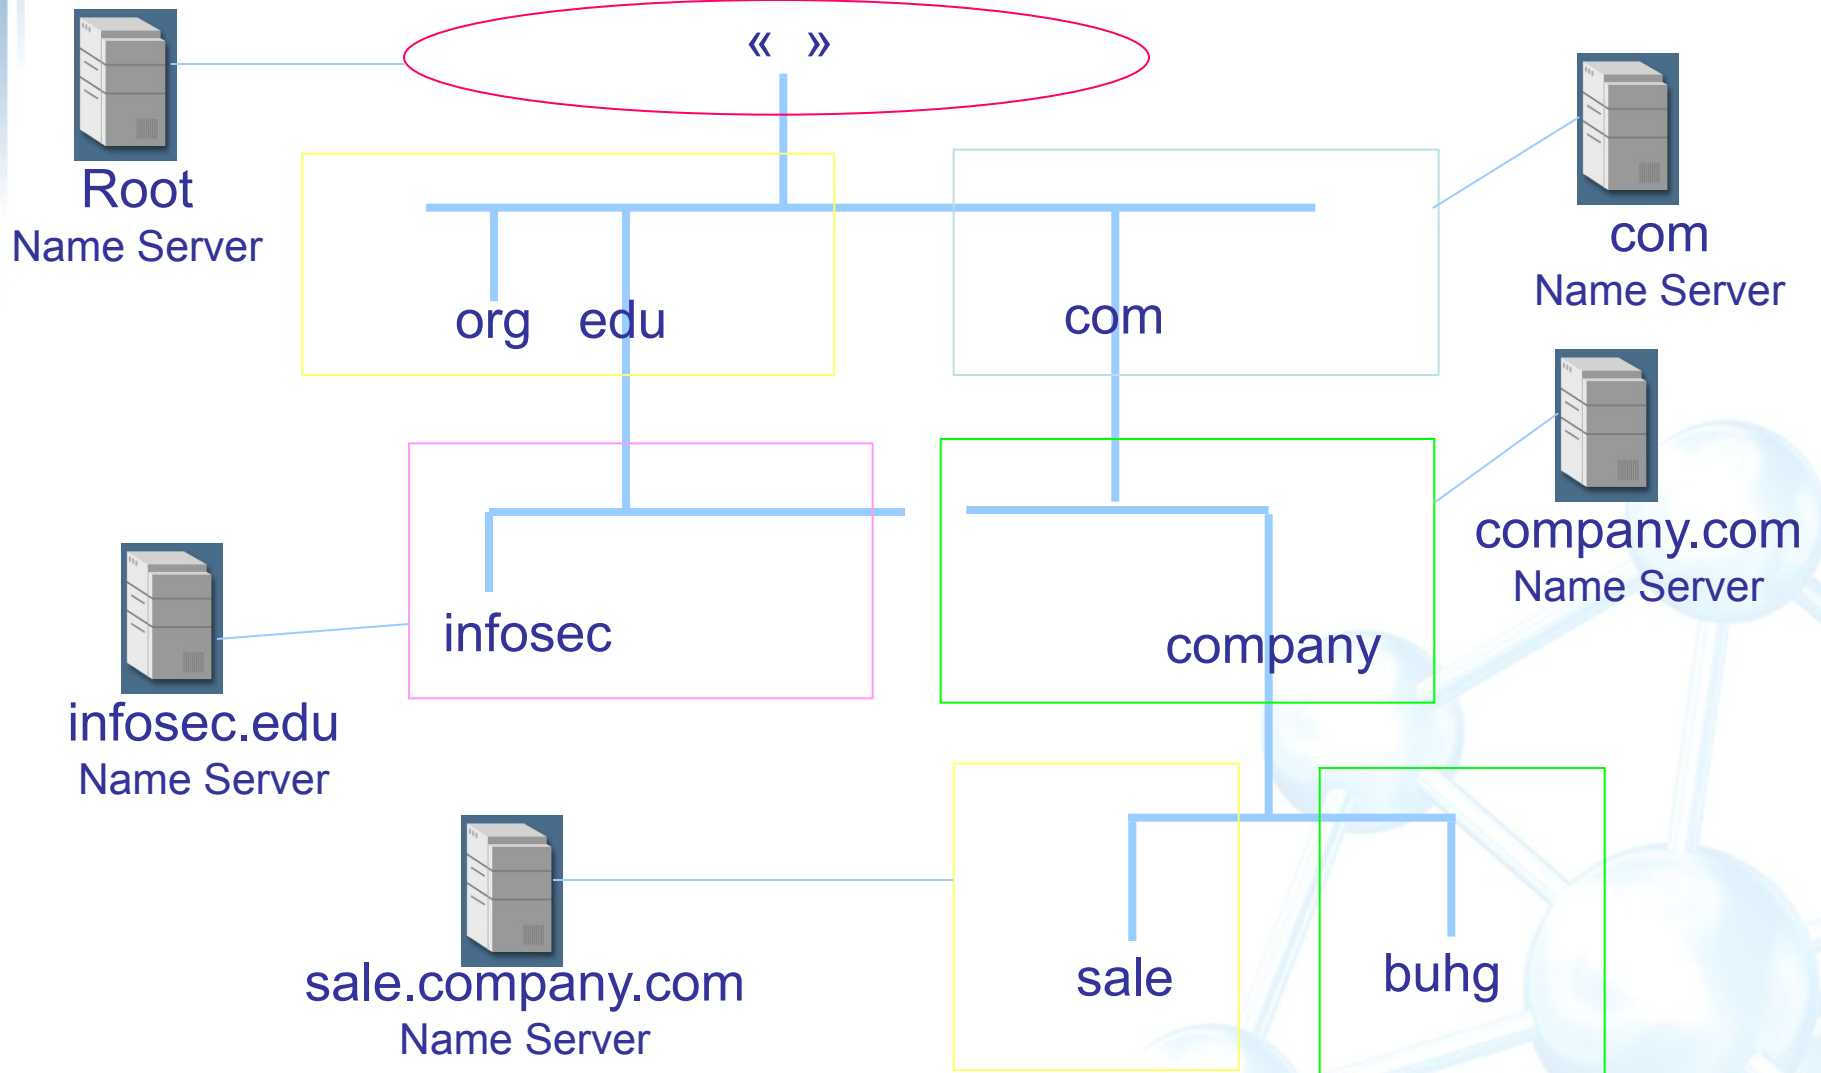 « »
Root
Name Server
com
Name Server
org edu
com
company.com
Name Server
infosec
company
infosec.edu
Name Server
sale.company.com
Name Server
sale
buhg